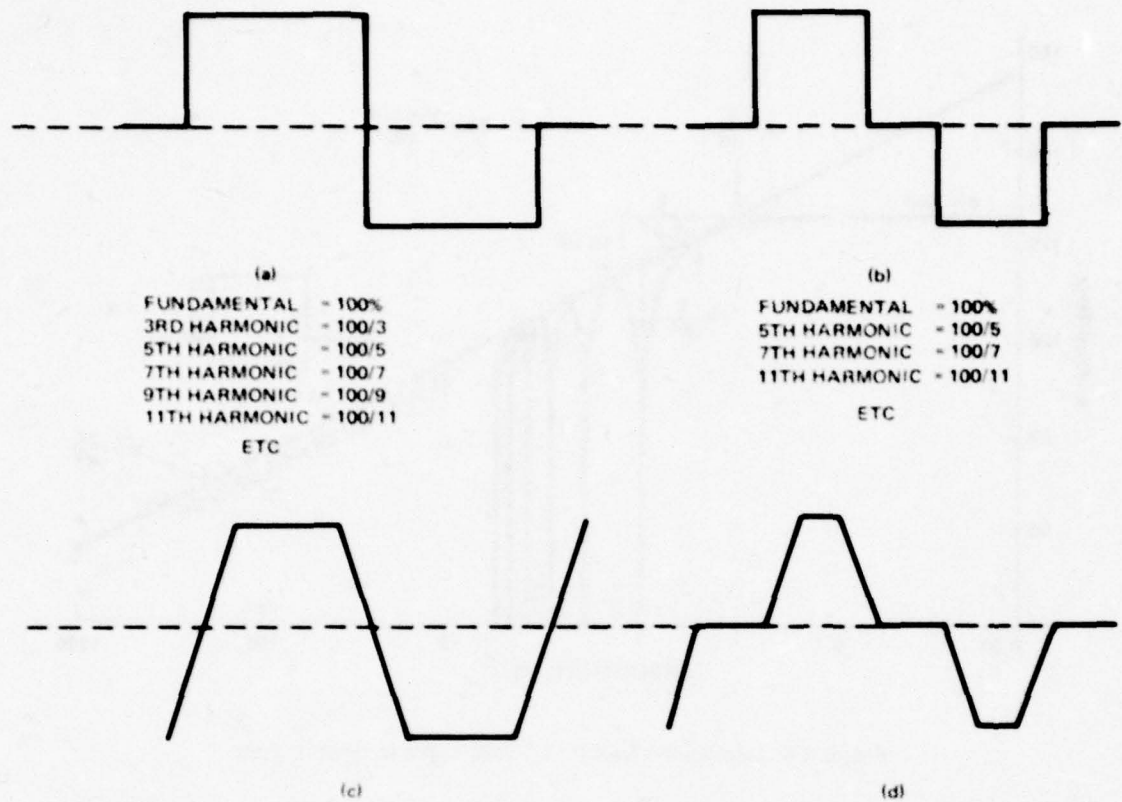 (a)
FUNDAMENTAL = 100%
3RD HARMONIC = 100/3
5TH HARMONIC = 100/5
7TH HARMONIC = 100/7
9TH HARMONIC = 100/9
11TH HARMONIC = 100/11
ETC
(b)
FUNDAMENTAL = 100%
5TH HARMONIC = 100/5
7TH HARMONIC = 100/7
11TH HARMONIC = 100/11
ETC
(c)
(d)